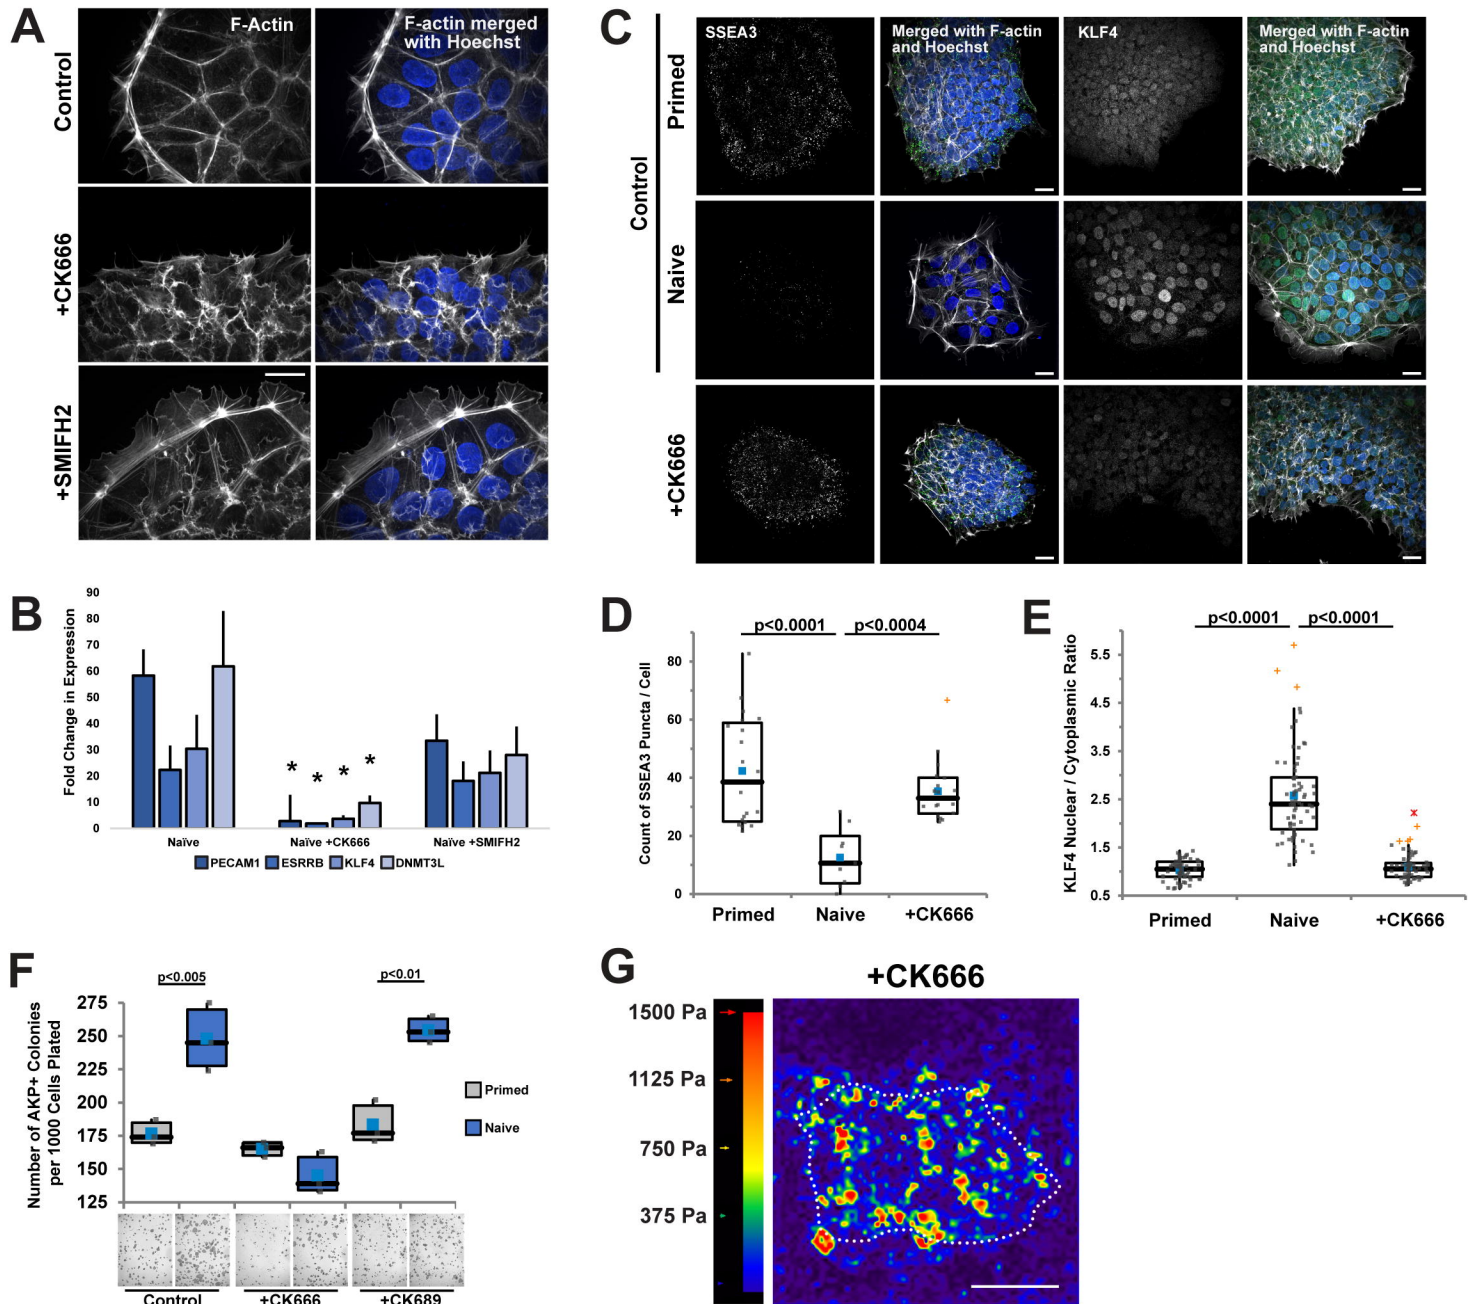 A
F-Actin
F-actin merged
with Hoechst
Control
+CK666
+SMIFH2
B
Fold Change in Expression
90
80
70
60
50
40
30
20
10
0
* * * *
Naïve
Naïve +CK666
Naïve +SMIFH2
PECAM1 ESRRB KLF4 DNMT3L
C
SSEA3
Merged with F-actin
and Hoechst
KLF4
Merged with F-actin
and Hoechst
Control
Primed
Naive
+CK666
D
p<0.0001
p<0.0004
Count of SSEA3 Puncta / Cell
80
60
40
20
0
Primed
Naive
+CK666
E
p<0.0001
p<0.0001
KLF4 Nuclear / Cytoplasmic Ratio
5.5
4.5
3.5
2.5
1.5
0.5
Primed
Naive
+CK666
F
p<0.005
p<0.01
Number of AKP+ Colonies
per 1000 Cells Plated
275
250
225
200
175
150
125
Primed
Naive
Control
+CK666
+CK689
G
+CK666
1500 Pa
1125 Pa
750 Pa
375 Pa